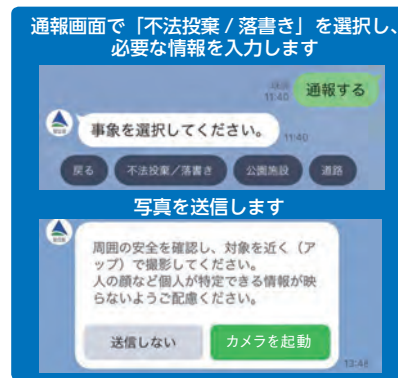 通報画面で「不法投棄 / 落書き」を選択し、
必要な情報を入力します
既読
11:40
通報する
事象を選択してください。
11:40
戻る
不法投棄／落書き
公園施設
道路
写真を送信します
周囲の安全を確認し、対象を近く（ア
ップ）で撮影してください。
人の顔など個人が特定できる情報が映
らないようご配慮ください。
送信しない
カメラを起動
13:48